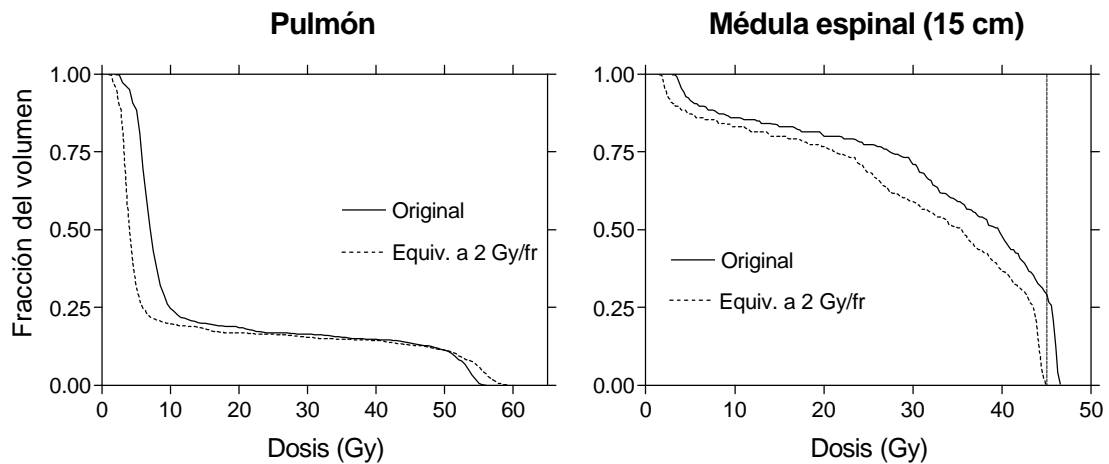 Pulmón
Médula espinal (15 cm)
Fracción del volumen
1.00
0.75
0.50
0.25
0.00
Original
Equiv. a 2 Gy/fr
0 10 20 30 40 50 60
Dosis (Gy)
1.00
0.75
0.50
0.25
0.00
Original
Equiv. a 2 Gy/fr
0 10 20 30 40 50
Dosis (Gy)